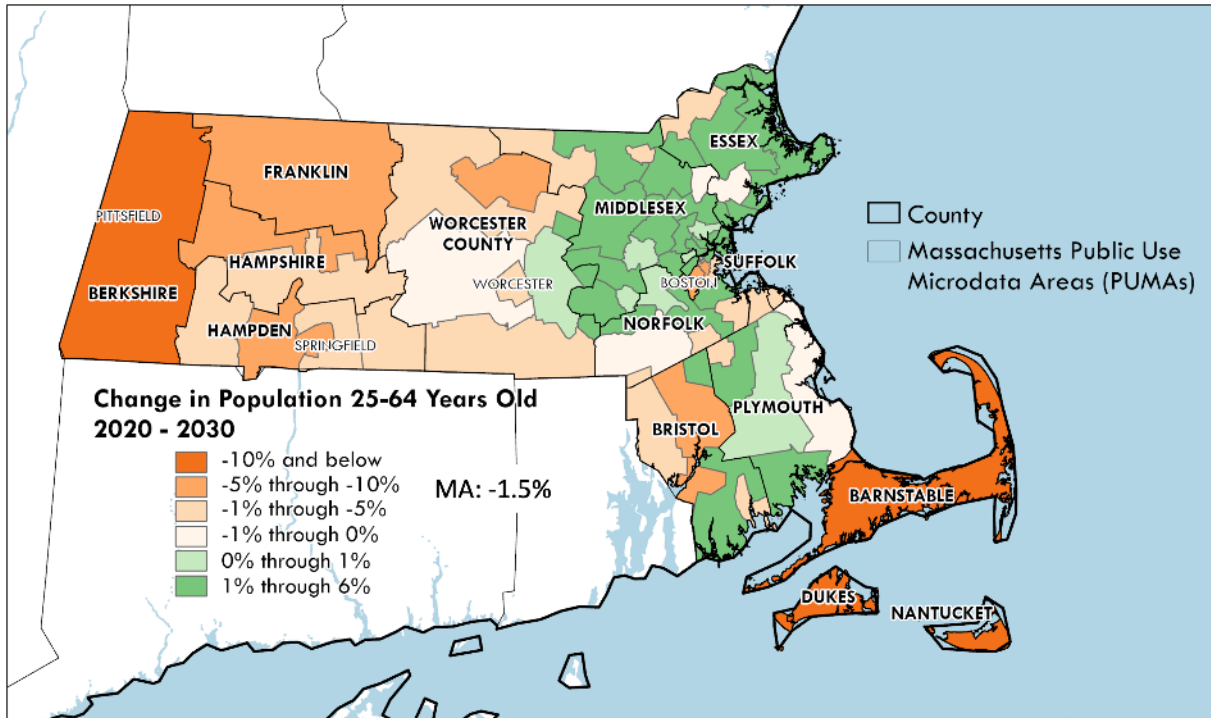 ESSEX
FRANKLIN
MIDDLESEX
PITTSFIELD
WORCESTER
COUNTY
County
Massachusetts Public Use
Microdata Areas (PUMAs)
HAMPSHIRE
SUFFOLK
WORCESTER
BOSTON
BERKSHIRE
HAMPDEN
NORFOLK
SPRINGFIELD
Change in Population 25-64 Years Old
2020 - 2030
PLYMOUTH
BRISTOL
-10% and below
-5% through -10%
MA: -1.5%
-1% through -5%
-1% through 0%
0% through 1%
1% through 6%
BARNSTABLE
DUKES
NANTUCKET